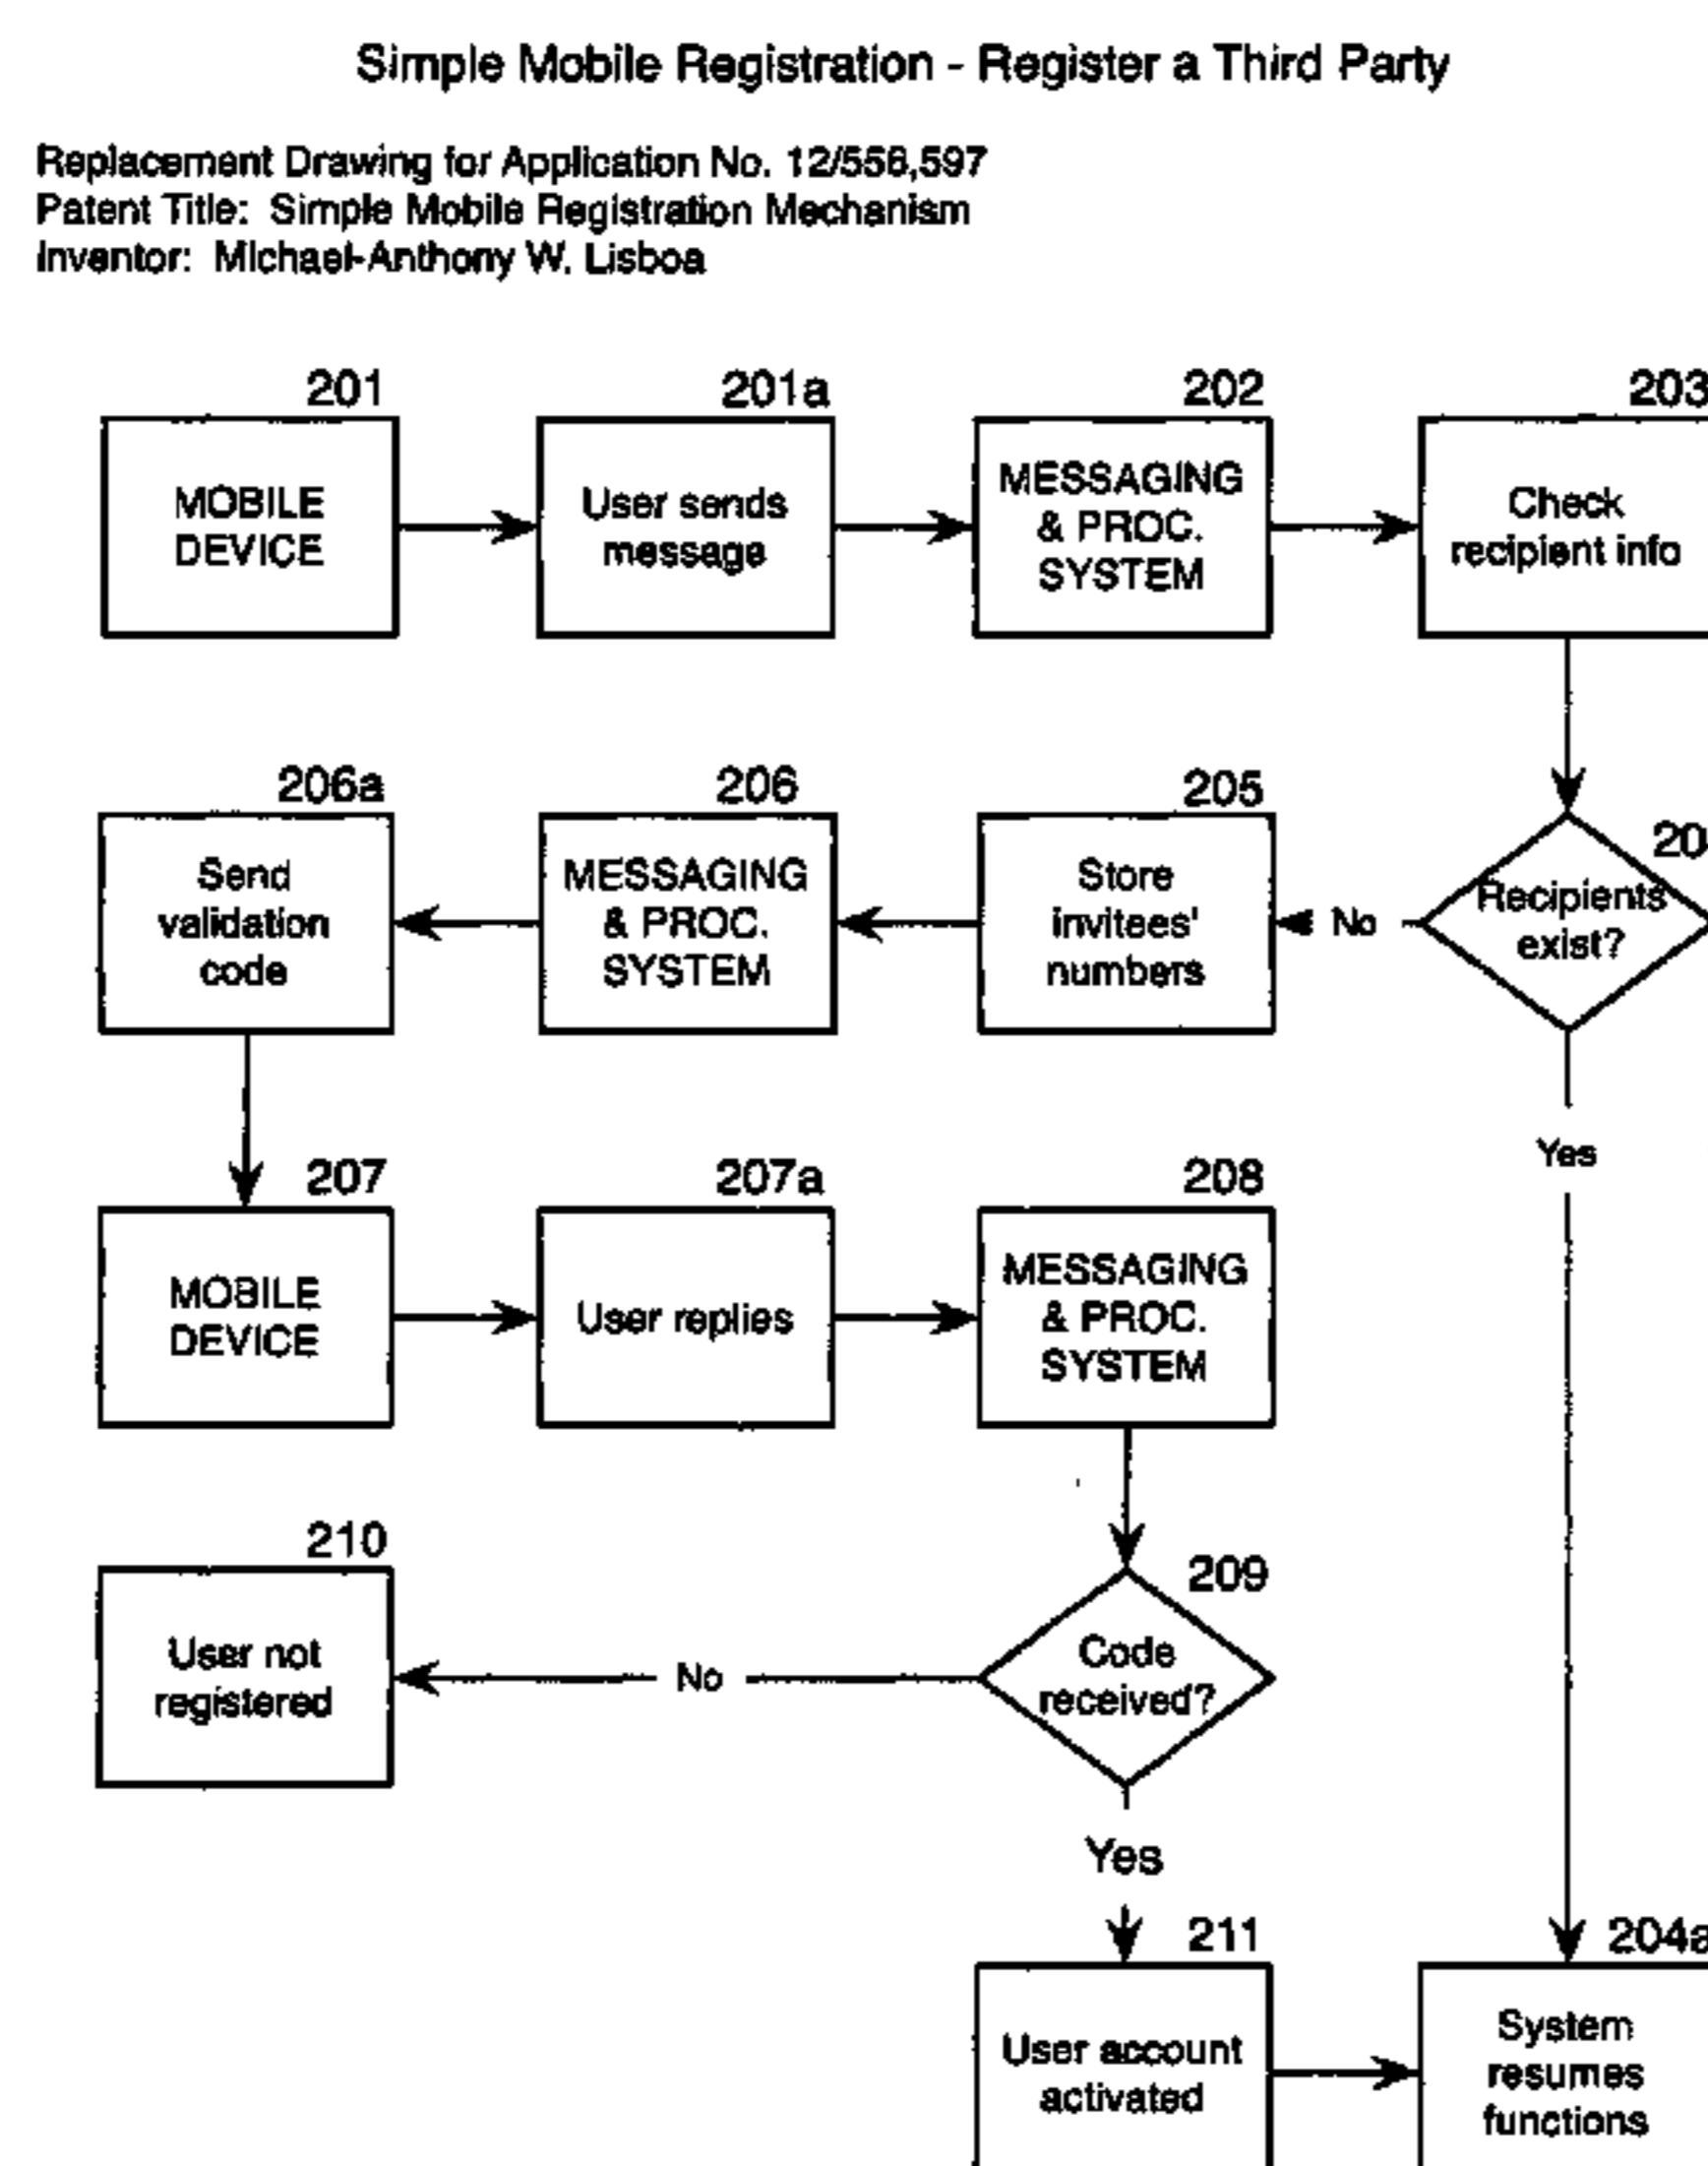 Simple Mobile Registration - Register a Third Party
Replacement Drawing for Application No. 12/556,597
Patent Title: Simple Mobile Registration Mechanism
Inventor: Michael-Anthony W. Lisboa
201
201a
202
203
MOBILE
DEVICE
User sends
message
MESSAGING
& PROC.
SYSTEM
Check
recipient info
206a
206
205
Send
validation
code
MESSAGING
& PROC.
SYSTEM
Store
invitees'
numbers
No
Recipients
exist?
Yes
207
207a
208
MOBILE
DEVICE
User replies
MESSAGING
& PROC.
SYSTEM
210
209
User not
registered
No
Code
received?
Yes
211
204a
User account
activated
System
resumes
functions